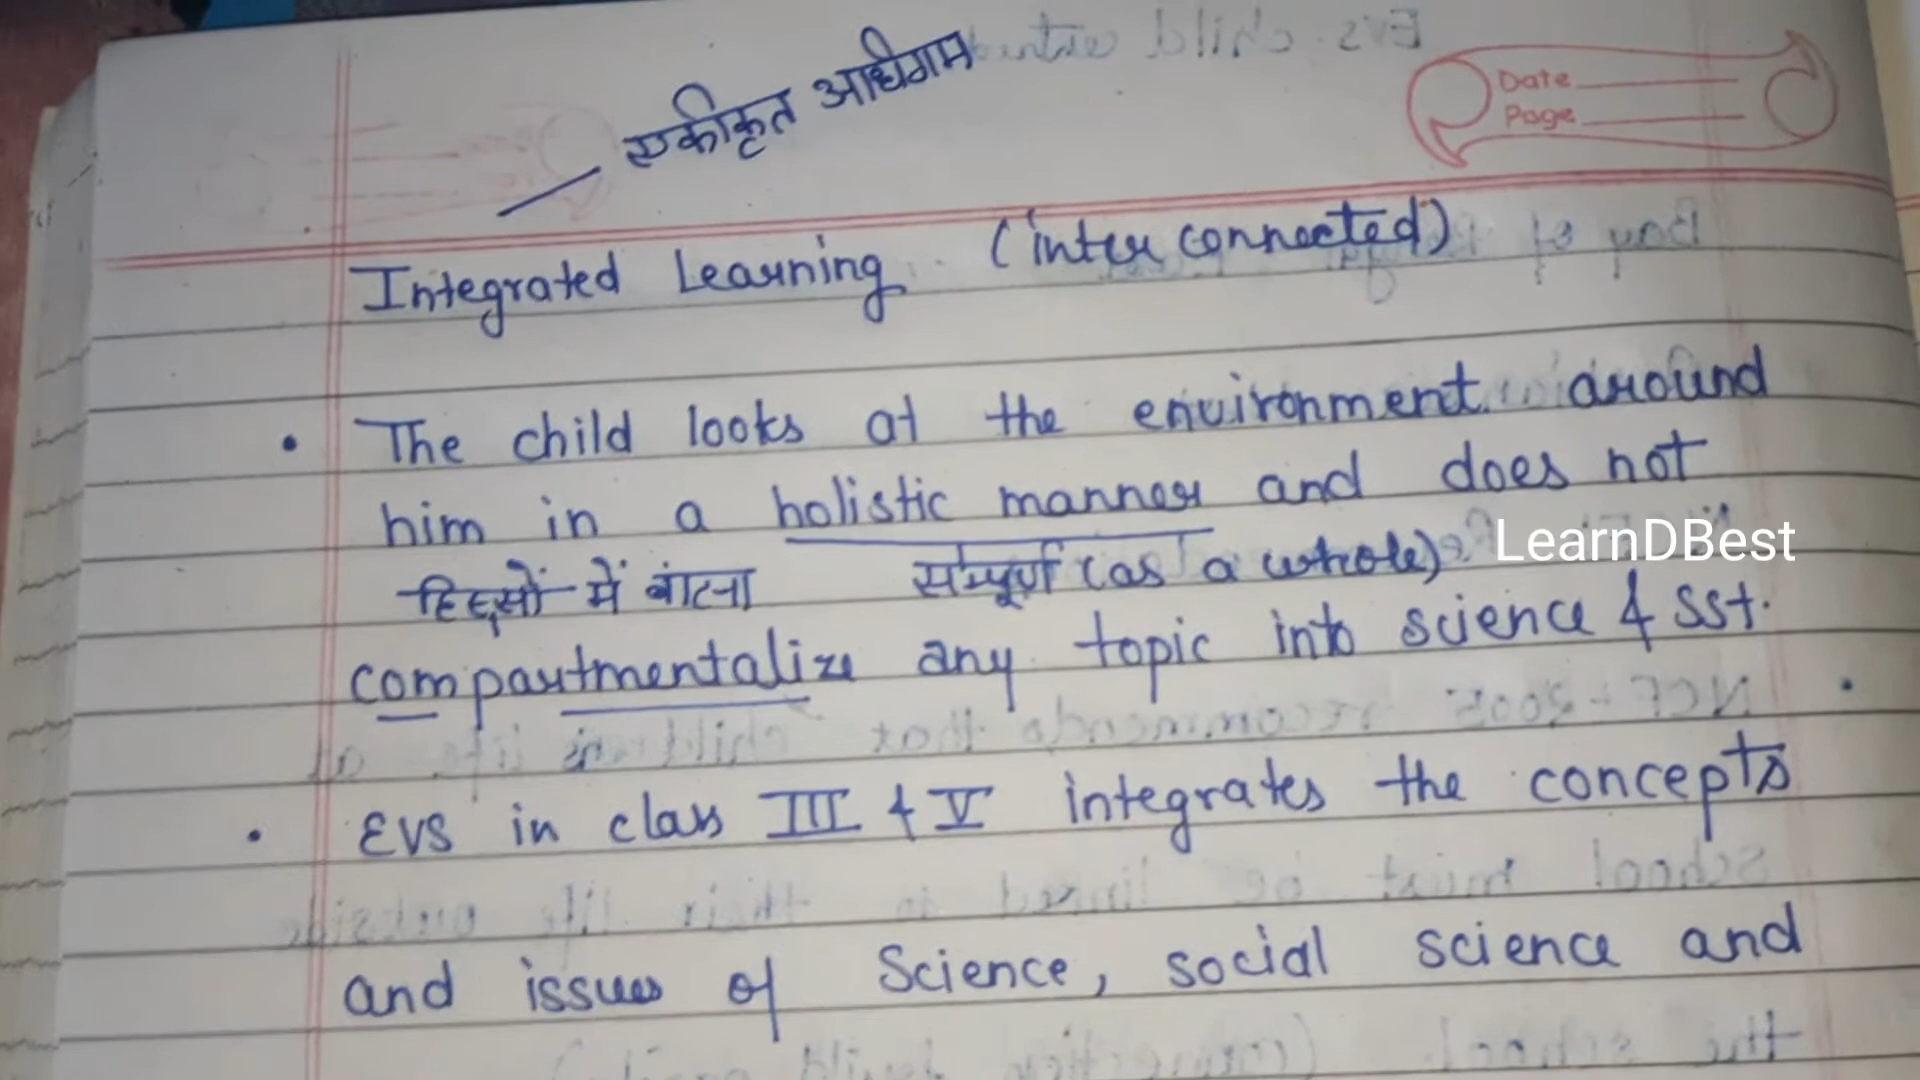 एकीकृत अधिगम
Date
Page
Integrated Learning (inter connected)
• The child looks at the environment around
him in a holistic manner and does not
LearnDBest
हिस्सों में बांटना सम्पूर्ण (as a whole)
compartmentalize any topic into science & SSt.
• EVS in class III & V integrates the concepts
and issues of Science, social science and